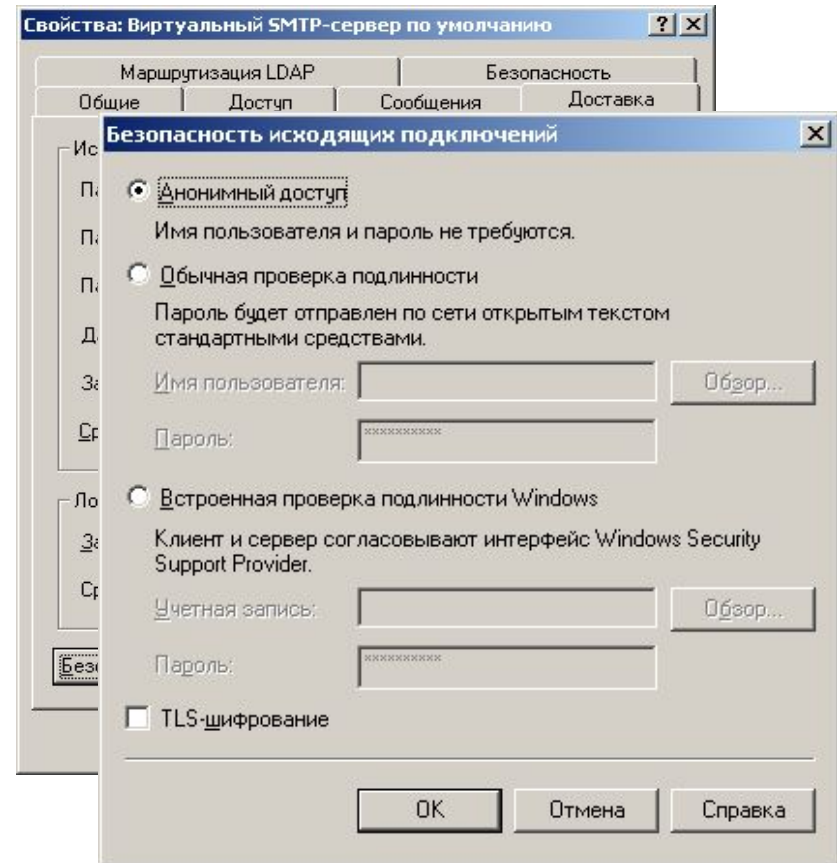 Свойства: Виртуальный SMTP-сервер по умолчанию
Маршрутизация LDAP
Безопасность
Общие
Доступ
Сообщения
Доставка
Безопасность исходящих подключений
Анонимный доступ
Имя пользователя и пароль не требуются.
Обычная проверка подлинности
Пароль будет отправлен по сети открытым текстом
стандартными средствами.
Имя пользователя:
Обзор...
Пароль:
xxxxxxxxxx
Встроенная проверка подлинности Windows
Клиент и сервер согласовывают интерфейс Windows Security
Support Provider.
Учетная запись:
Обзор...
Пароль:
xxxxxxxxxx
TLS-шифрование
OK
Отмена
Справка